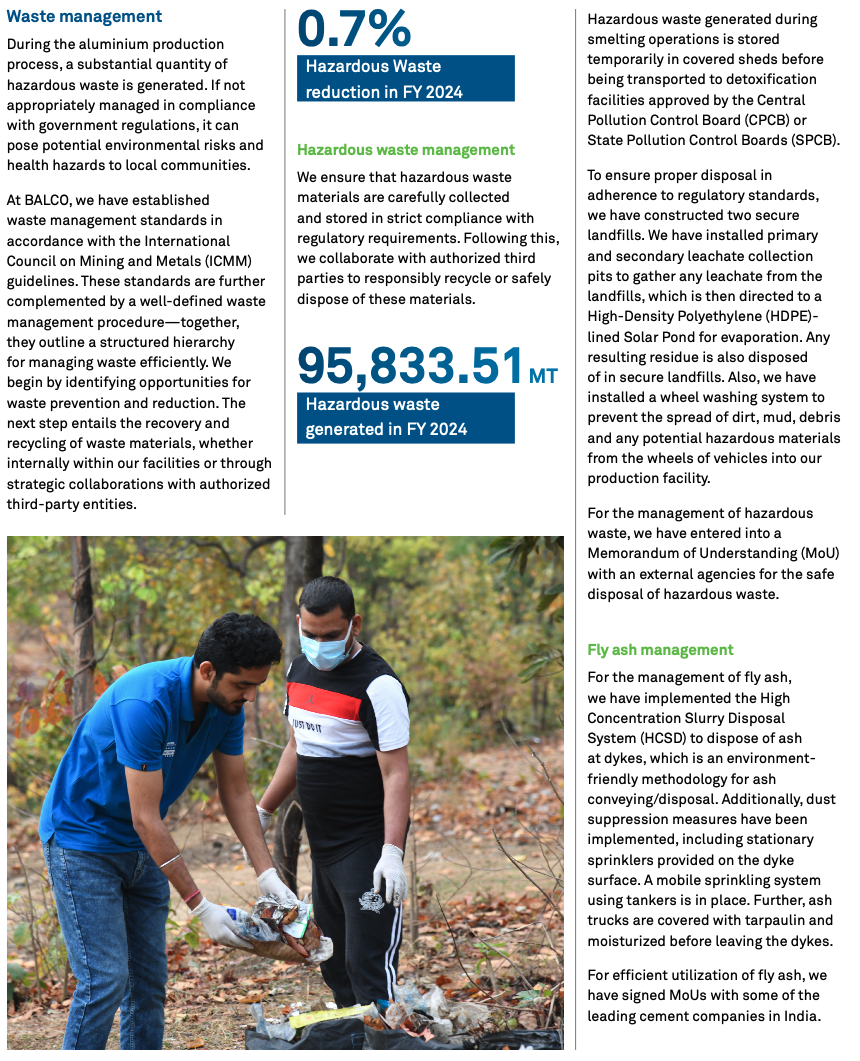 Waste management
During the aluminium production
process, a substantial quantity of
hazardous waste is generated. If not
appropriately managed in compliance
with government regulations, it can
pose potential environmental risks and
health hazards to local communities.
At BALCO, we have established
waste management standards in
accordance with the International
Council on Mining and Metals (ICMM)
guidelines. These standards are further
complemented by a well-defined waste
management procedure—together,
they outline a structured hierarchy
for managing waste efficiently. We
begin by identifying opportunities for
waste prevention and reduction. The
next step entails the recovery and
recycling of waste materials, whether
internally within our facilities or through
strategic collaborations with authorized
third-party entities.
0.7%
Hazardous Waste
reduction in FY 2024
Hazardous waste management
We ensure that hazardous waste
materials are carefully collected
and stored in strict compliance with
regulatory requirements. Following this,
we collaborate with authorized third
parties to responsibly recycle or safely
dispose of these materials.
95,833.51 MT
Hazardous waste
generated in FY 2024
JUST DO IT
Hazardous waste generated during
smelting operations is stored
temporarily in covered sheds before
being transported to detoxification
facilities approved by the Central
Pollution Control Board (CPCB) or
State Pollution Control Boards (SPCB).
To ensure proper disposal in
adherence to regulatory standards,
we have constructed two secure
landfills. We have installed primary
and secondary leachate collection
pits to gather any leachate from the
landfills, which is then directed to a
High-Density Polyethylene (HDPE)-
lined Solar Pond for evaporation. Any
resulting residue is also disposed
of in secure landfills. Also, we have
installed a wheel washing system to
prevent the spread of dirt, mud, debris
and any potential hazardous materials
from the wheels of vehicles into our
production facility.
For the management of hazardous
waste, we have entered into a
Memorandum of Understanding (MoU)
with an external agencies for the safe
disposal of hazardous waste.
Fly ash management
For the management of fly ash,
we have implemented the High
Concentration Slurry Disposal
System (HCSD) to dispose of ash
at dykes, which is an environment-
friendly methodology for ash
conveying/disposal. Additionally, dust
suppression measures have been
implemented, including stationary
sprinklers provided on the dyke
surface. A mobile sprinkling system
using tankers is in place. Further, ash
trucks are covered with tarpaulin and
moisturized before leaving the dykes.
For efficient utilization of fly ash, we
have signed MoUs with some of the
leading cement companies in India.